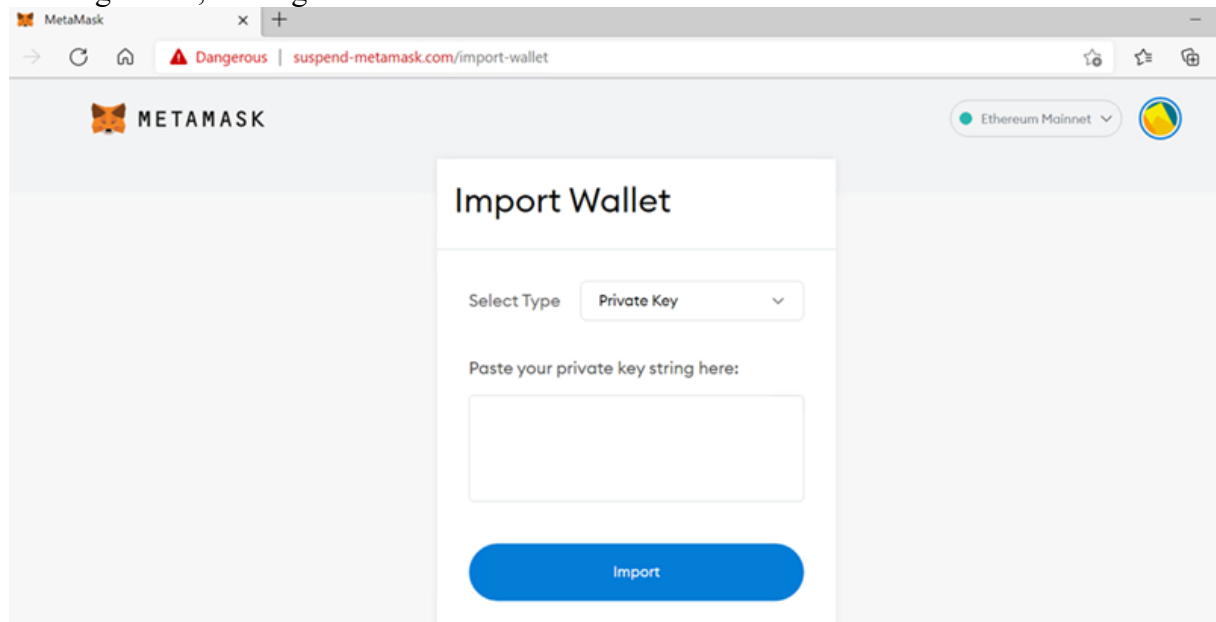 MetaMask
Dangerous | suspend-metamask.com/import-wallet
METAMASK
Ethereum Mainnet
Import Wallet
Select Type Private Key
Paste your private key string here:
Import